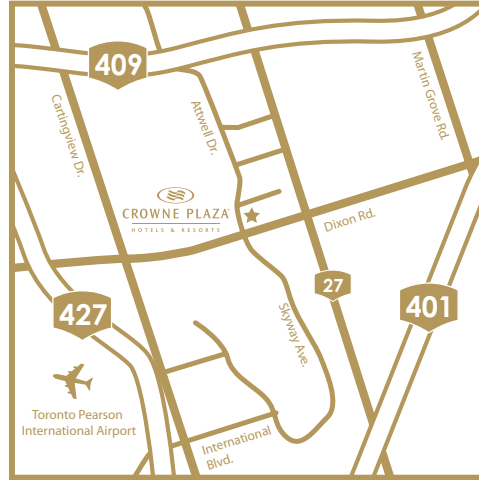 409
Cartingview Dr.
Attwell Dr.
Martin Grove Rd.
CROWNE PLAZA
HOTELS & RESORTS
Dixon Rd.
27
427
401
Skyway Ave.
Toronto Pearson
International Airport
International
Blvd.